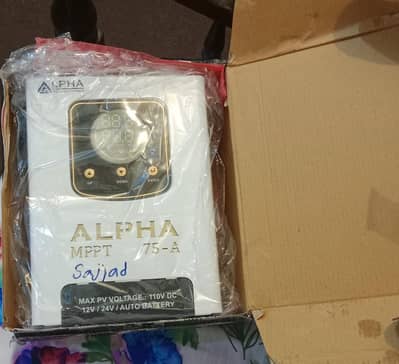 ALPHA
ALPHA
MPPT 75-A
Sajjad
MAX PV VOLTAGE: 110V DC
12V / 24V / AUTO BATTERY